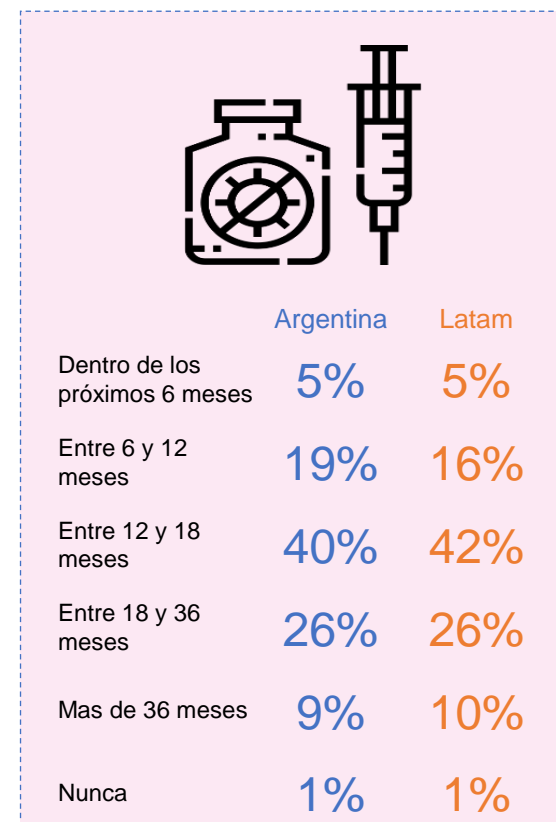 Argentina Latam
Dentro de los
próximos 6 meses 5% 5%
Entre 6 y 12
meses 19% 16%
Entre 12 y 18
meses 40% 42%
Entre 18 y 36
meses 26% 26%
Mas de 36 meses 9% 10%
Nunca 1% 1%